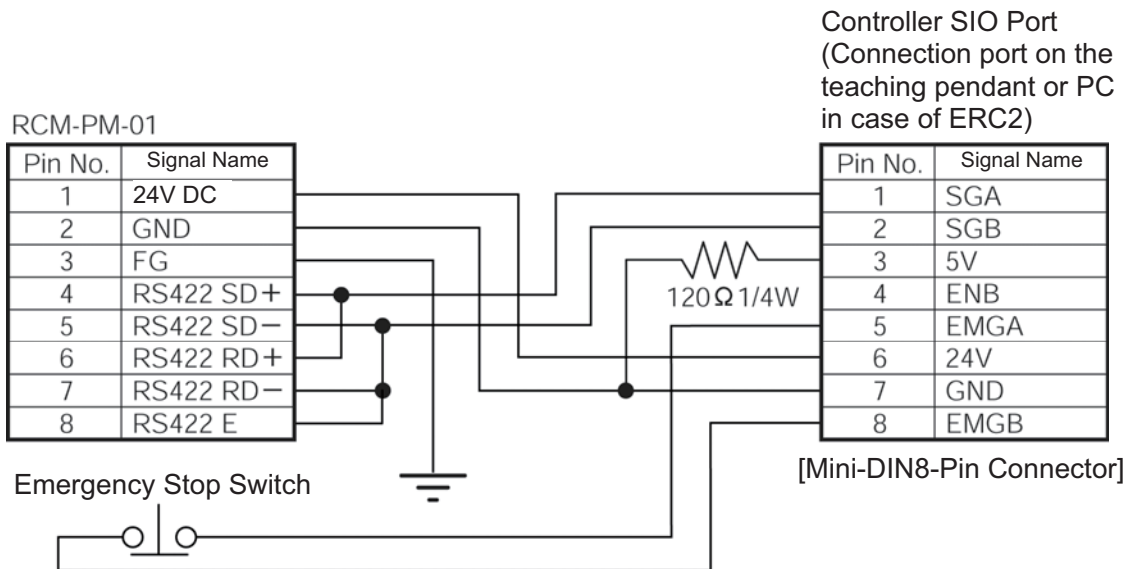 Controller SIO Port
(Connection port on the
teaching pendant or PC
in case of ERC2)
RCM-PM-01
Pin No. Signal Name
1 24V DC
2 GND
3 FG
4 RS422 SD+
5 RS422 SD−
6 RS422 RD+
7 RS422 RD−
8 RS422 E
120Ω1/4W
Pin No. Signal Name
1 SGA
2 SGB
3 5V
4 ENB
5 EMGA
6 24V
7 GND
8 EMGB
[Mini-DIN8-Pin Connector]
Emergency Stop Switch